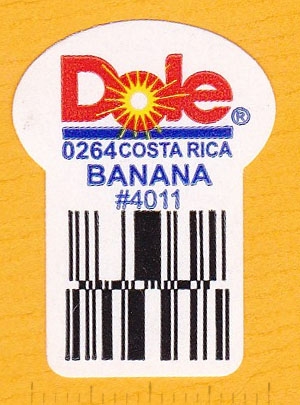 Dole®
0264 COSTA RICA
BANANA
#4011